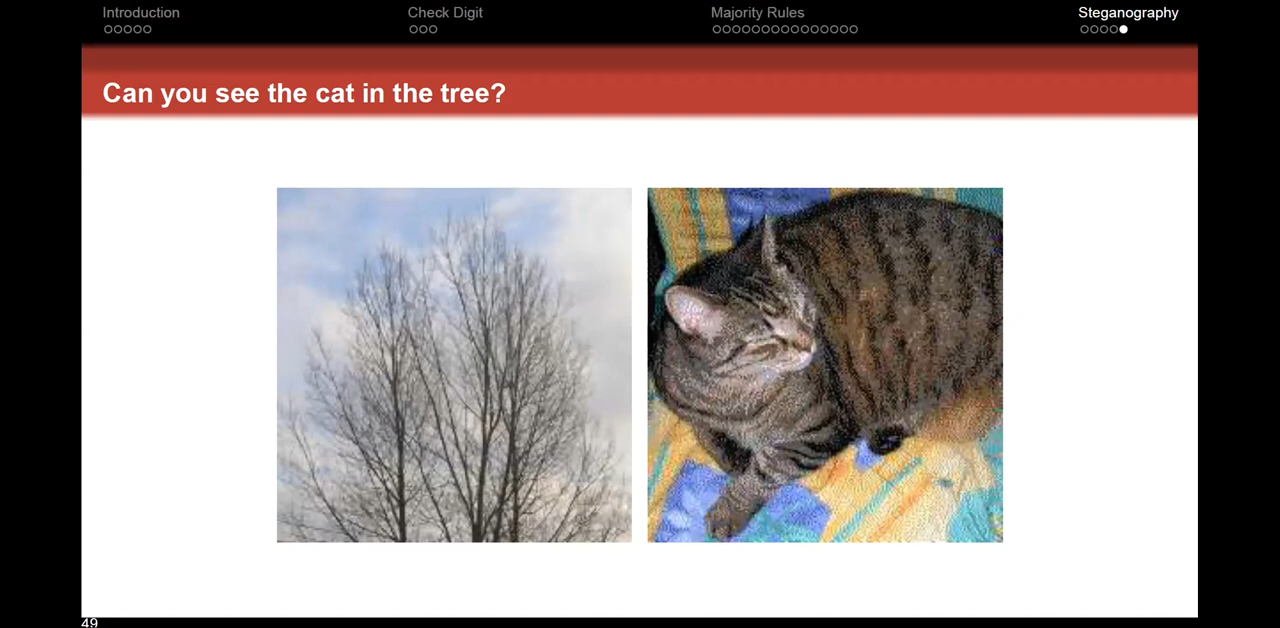 Introduction
Check Digit
Majority Rules
Steganography
Can you see the cat in the tree?
49